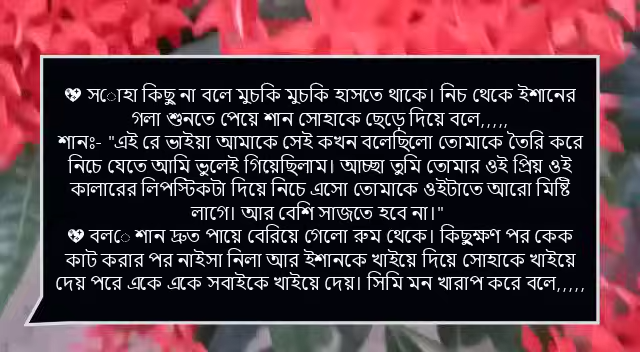 💖 সোহা কিছু না বলে মুচকি মুচকি হাসতে থাকে। নিচ থেকে ইশানের
গলা শুনতে পেয়ে শান সোহাকে ছেড়ে দিয়ে বলে,,,,,
শানঃ- "এই রে ভাইয়া আমাকে সেই কখন বলেছিলো তোমাকে তৈরি করে
নিচে যেতে আমি ভুলেই গিয়েছিলাম। আচ্ছা তুমি তোমার ওই প্রিয় ওই
কালারের লিপস্টিকটা দিয়ে নিচে এসো তোমাকে ওইটাতে আরো মিষ্টি
লাগে। আর বেশি সাজতে হবে না।"
💖 বলে শান দ্রুত পায়ে বেরিয়ে গেলো রুম থেকে। কিছুক্ষণ পর কেক
কাট করার পর নাইসা নিলা আর ইশানকে খাইয়ে দিয়ে সোহাকে খাইয়ে
দেয় পরে একে একে সবাইকে খাইয়ে দেয়। সিমি মন খারাপ করে বলে,,,,,